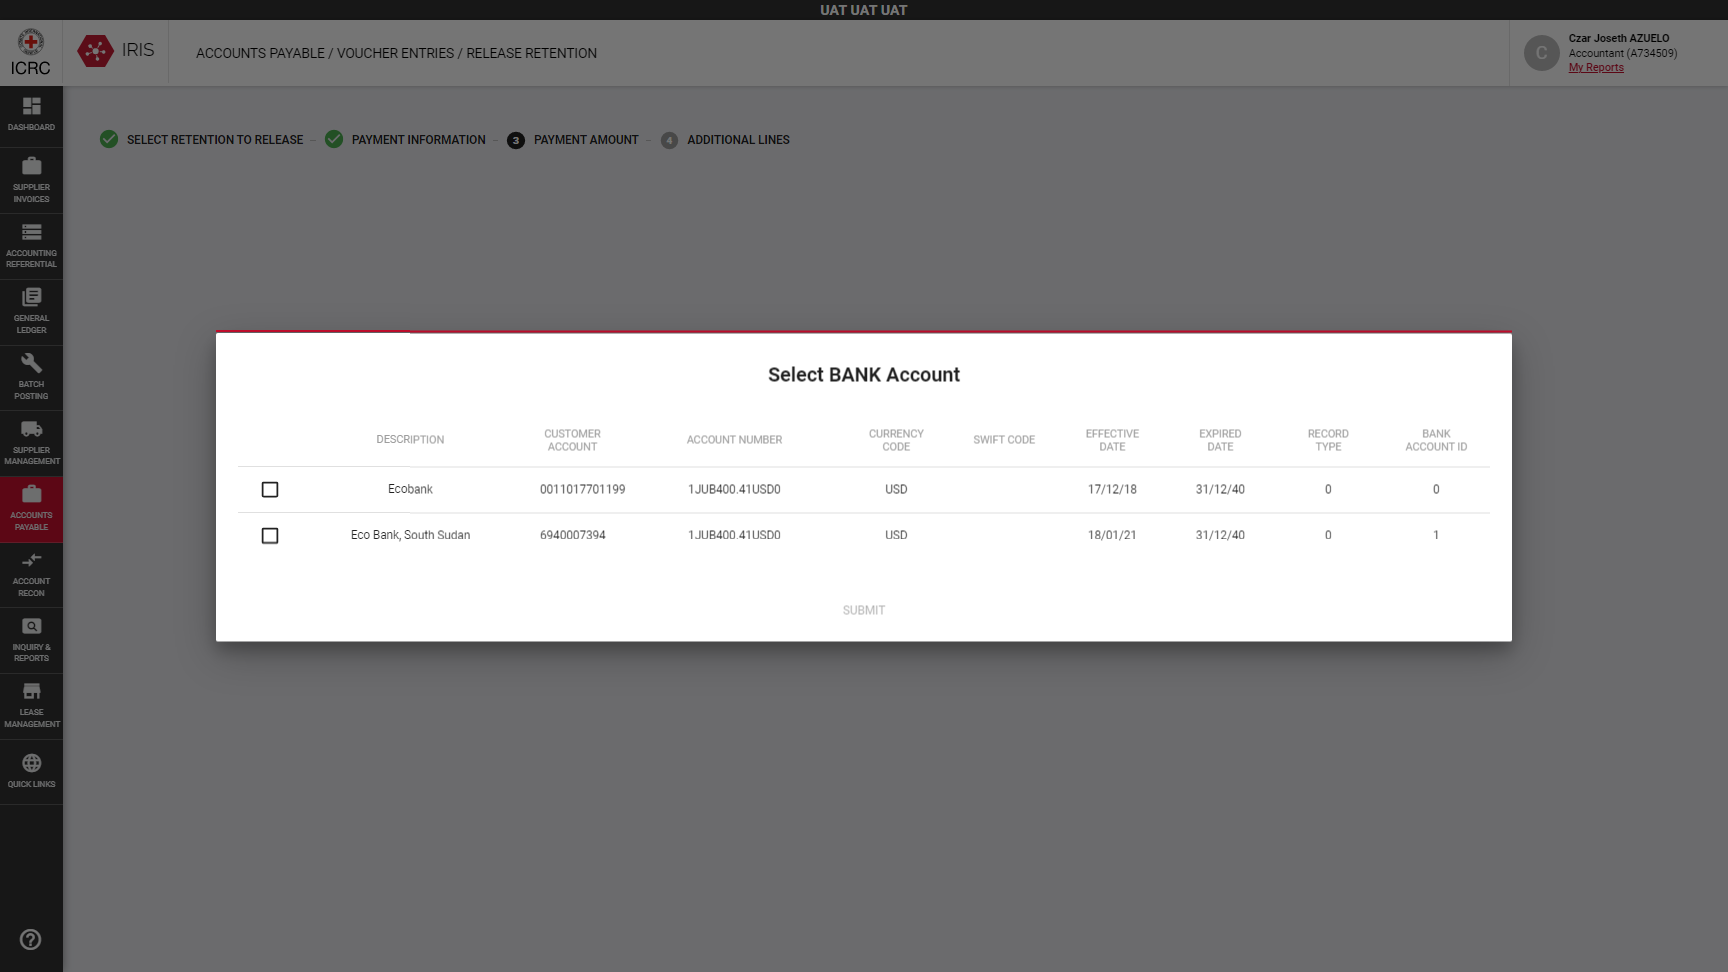 UAT UAT UAT
ICRC
IRIS
ACCOUNTS PAYABLE / VOUCHER ENTRIES / RELEASE RETENTION
C
Czar Joseth AZUELO
Accountant (A734509)
My Reports
DASHBOARD
SUPPLIER
INVOICES
ACCOUNTING
REFERENTIAL
GENERAL
LEDGER
BATCH
POSTING
SUPPLIER
MANAGEMENT
ACCOUNTS
PAYABLE
ACCOUNT
RECON
INQUIRY &
REPORTS
LEASE
MANAGEMENT
QUICK LINKS
SELECT RETENTION TO RELEASE
PAYMENT INFORMATION
3 PAYMENT AMOUNT
4 ADDITIONAL LINES
Select BANK Account
DESCRIPTION
CUSTOMER
ACCOUNT
ACCOUNT NUMBER
CURRENCY
CODE
SWIFT CODE
EFFECTIVE
DATE
EXPIRED
DATE
RECORD
TYPE
BANK
ACCOUNT ID
Ecobank 0011017701199 1JUB400.41USD0 USD 17/12/18 31/12/40 0 0
Eco Bank, South Sudan 6940007394 1JUB400.41USD0 USD 18/01/21 31/12/40 0 1
SUBMIT